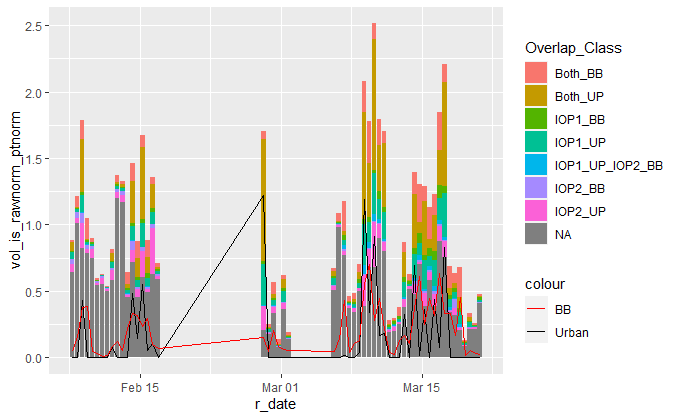 2.5
2.0
1.5
1.0
0.5
0.0
vol_is_rawnorm_ptnorm
Feb 15
Mar 01
Mar 15
r_date
Overlap_Class
Both_BB
Both_UP
IOP1_BB
IOP1_UP
IOP1_UP_IOP2_BB
IOP2_BB
IOP2_UP
NA
colour
BB
Urban